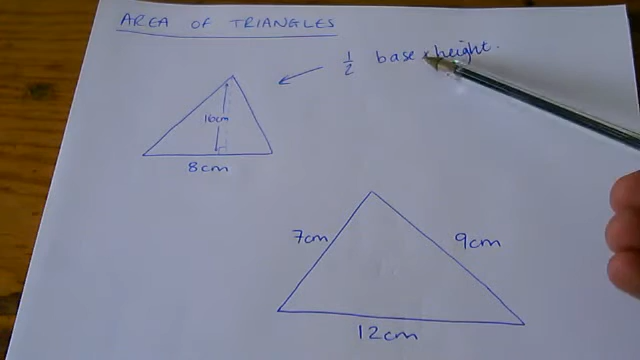 AREA OF TRIANGLES
1/2 base x height.
10cm
8cm
7cm
9cm
12cm